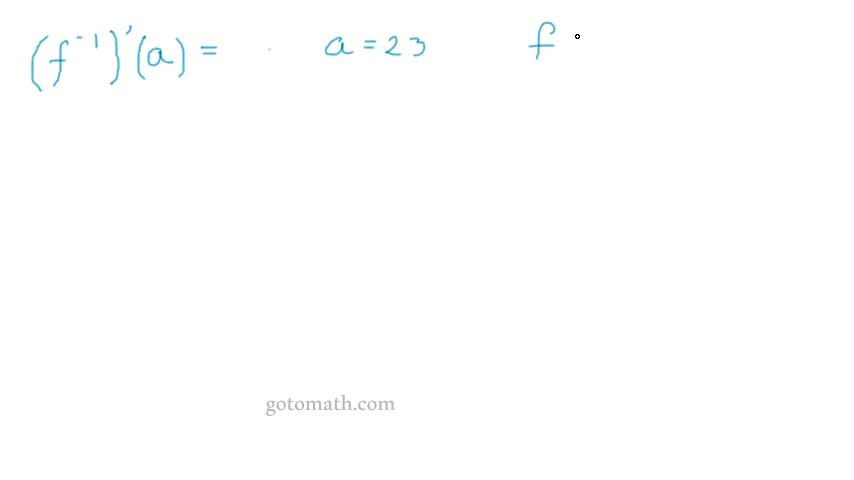 (f⁻¹)'(a) = a = 23 f
gotomath.com